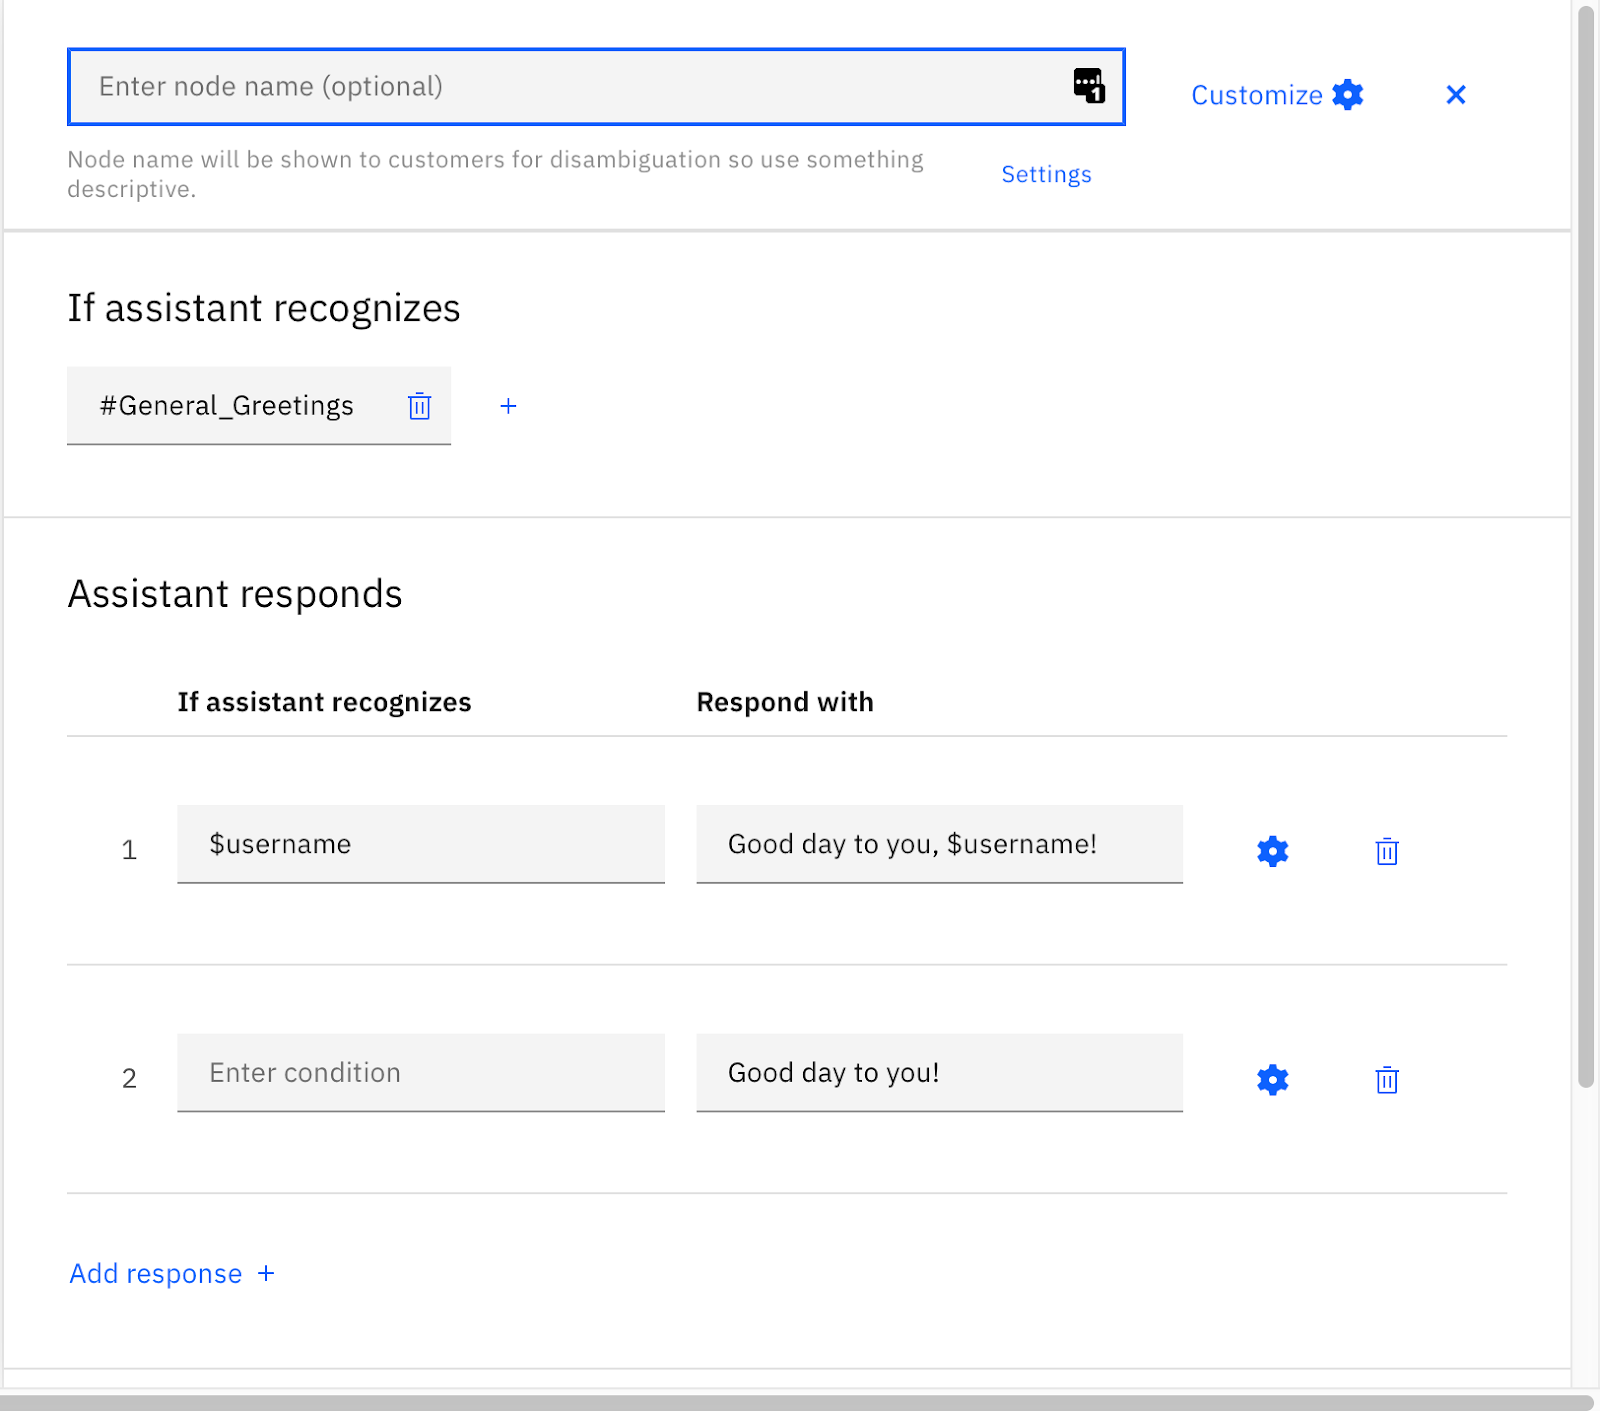 Enter node name (optional)
1
Customize
Node name will be shown to customers for disambiguation so use something
descriptive.
Settings
If assistant recognizes
#General_Greetings
+
Assistant responds
If assistant recognizes
Respond with
1
$username
Good day to you, $username!
2
Enter condition
Good day to you!
Add response +